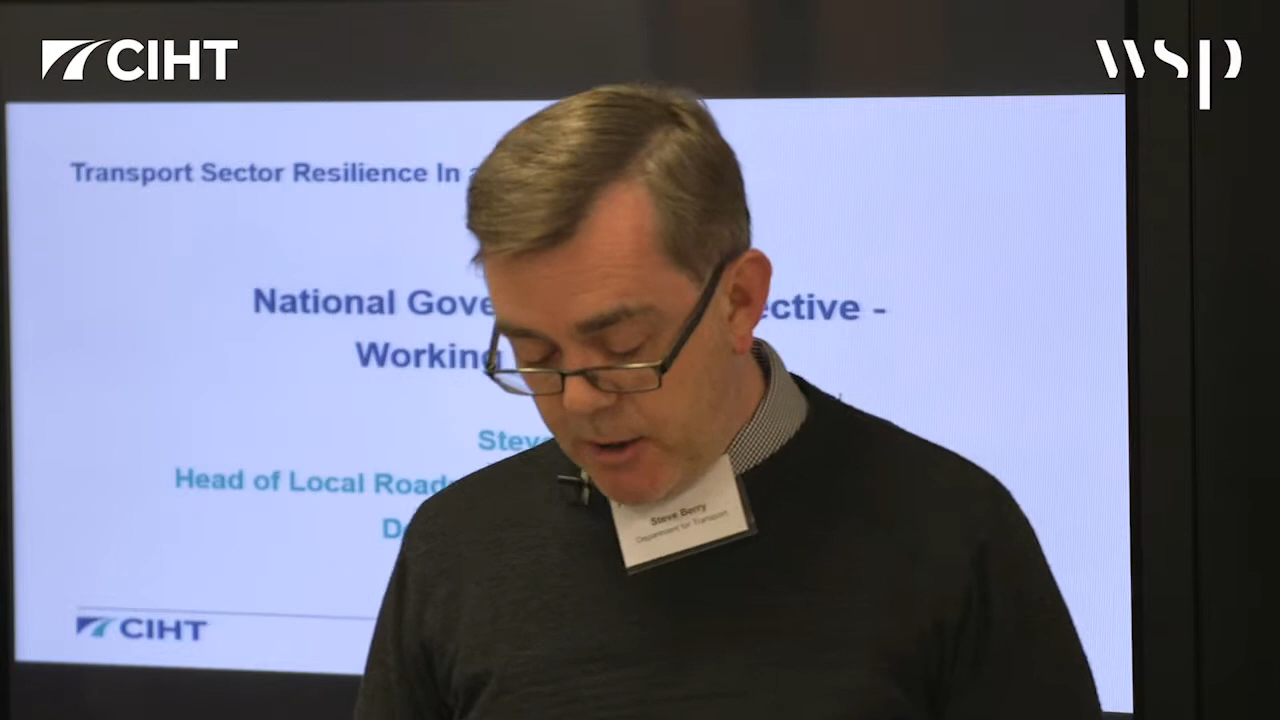 CIHT
wsp
Transport Sector Resilience In
National Gove ective -
Working
Steve
Head of Local Road
CIHT
Steve Berry
Department for Transport